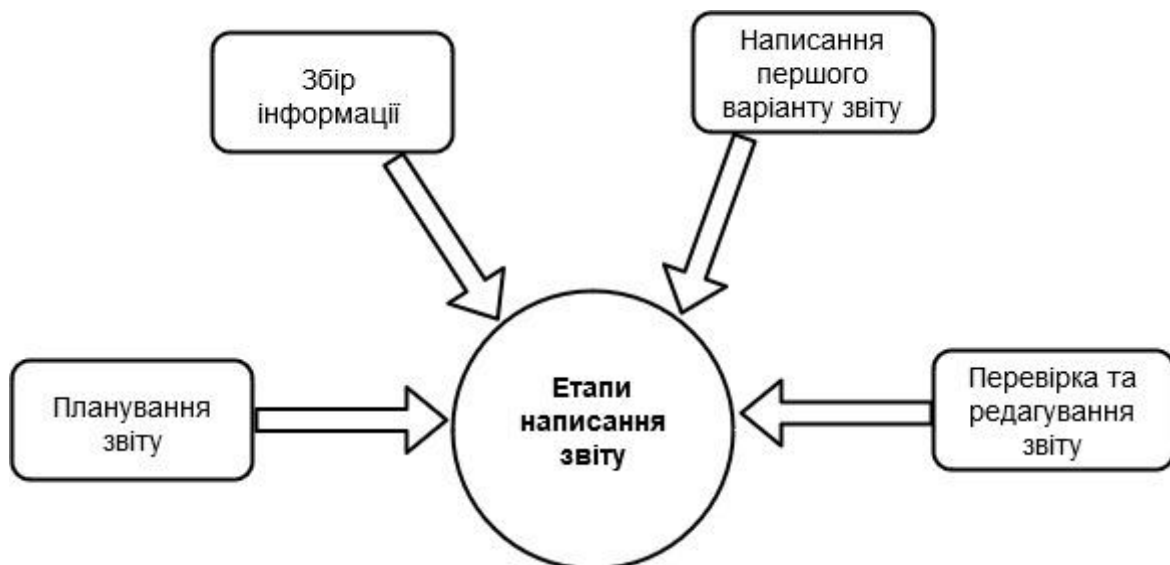 Збір
інформації
Написання
першого
варіанту звіту
Планування
звіту
Етапи
написання
звіту
Перевірка та
редагування
звіту